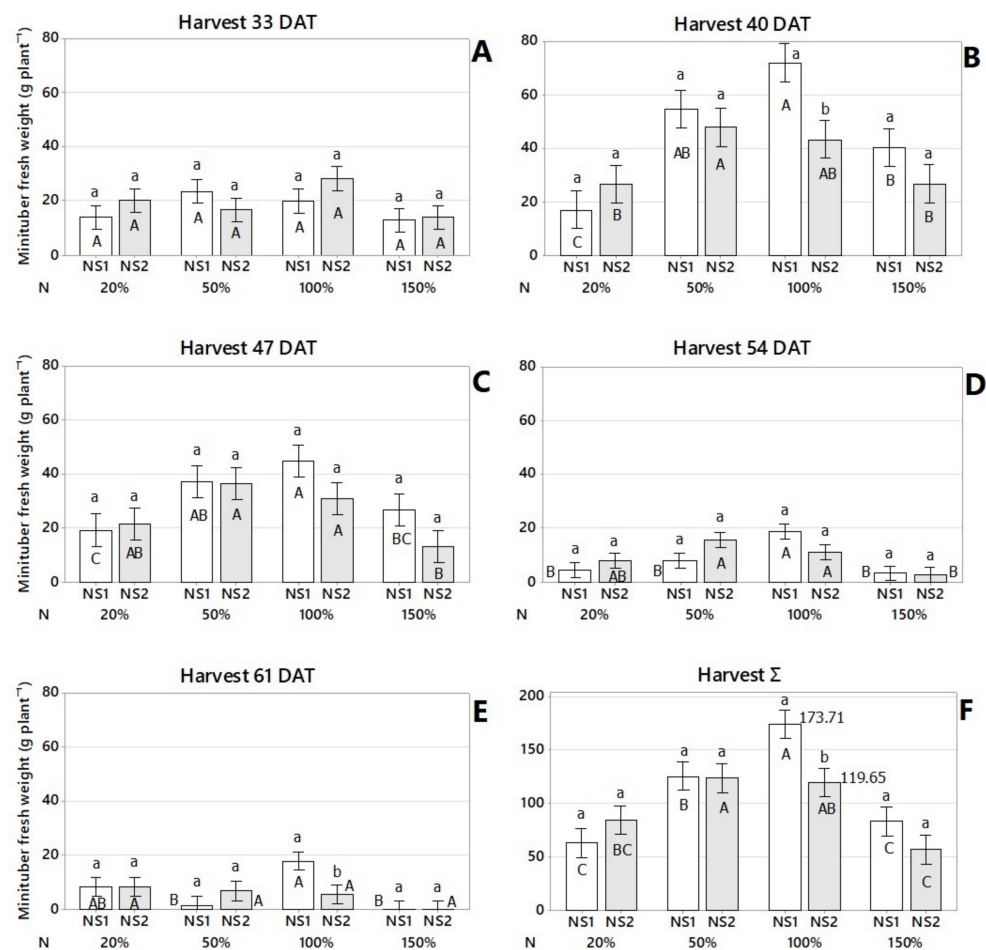 Harvest 33 DAT
A
Minituber fresh weight (g plant⁻¹)
80
60
40
20
0
a a a a a a a a
A A A A A A A A
NS1 NS2 NS1 NS2 NS1 NS2 NS1 NS2
N 20% 50% 100% 150%
Harvest 40 DAT
B
80
60
40
20
0
a a a a a b a a
C B AB A A AB B B
NS1 NS2 NS1 NS2 NS1 NS2 NS1 NS2
N 20% 50% 100% 150%
Harvest 47 DAT
C
Minituber fresh weight (g plant⁻¹)
80
60
40
20
0
a a a a a a a a
C AB AB A A A BC B
NS1 NS2 NS1 NS2 NS1 NS2 NS1 NS2
N 20% 50% 100% 150%
Harvest 54 DAT
D
80
60
40
20
0
a a a a a a a a
B AB B A A A B B
NS1 NS2 NS1 NS2 NS1 NS2 NS1 NS2
N 20% 50% 100% 150%
Harvest 61 DAT
E
Minituber fresh weight (g plant⁻¹)
80
60
40
20
0
a a a a a b a a
AB A B A A A B A
NS1 NS2 NS1 NS2 NS1 NS2 NS1 NS2
N 20% 50% 100% 150%
Harvest Σ
F
200
150
100
50
0
a a a a a b a a
173.71
119.65
C BC B A A AB C C
NS1 NS2 NS1 NS2 NS1 NS2 NS1 NS2
N 20% 50% 100% 150%